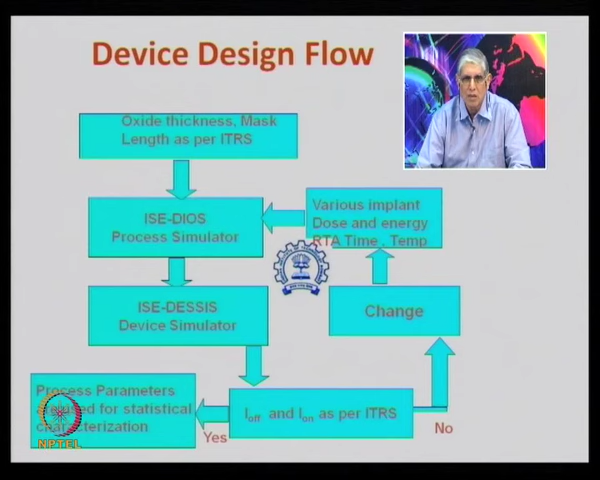 Device Design Flow
Oxide thickness, Mask
Length as per ITRS
ISE-DIOS
Process Simulator
Various implant
Dose and energy
RTA Time . Temp
ISE-DESSIS
Device Simulator
Change
Process Parameters
used for statistical
characterization
Yes
Ioff and Ion as per ITRS
No
NPTEL